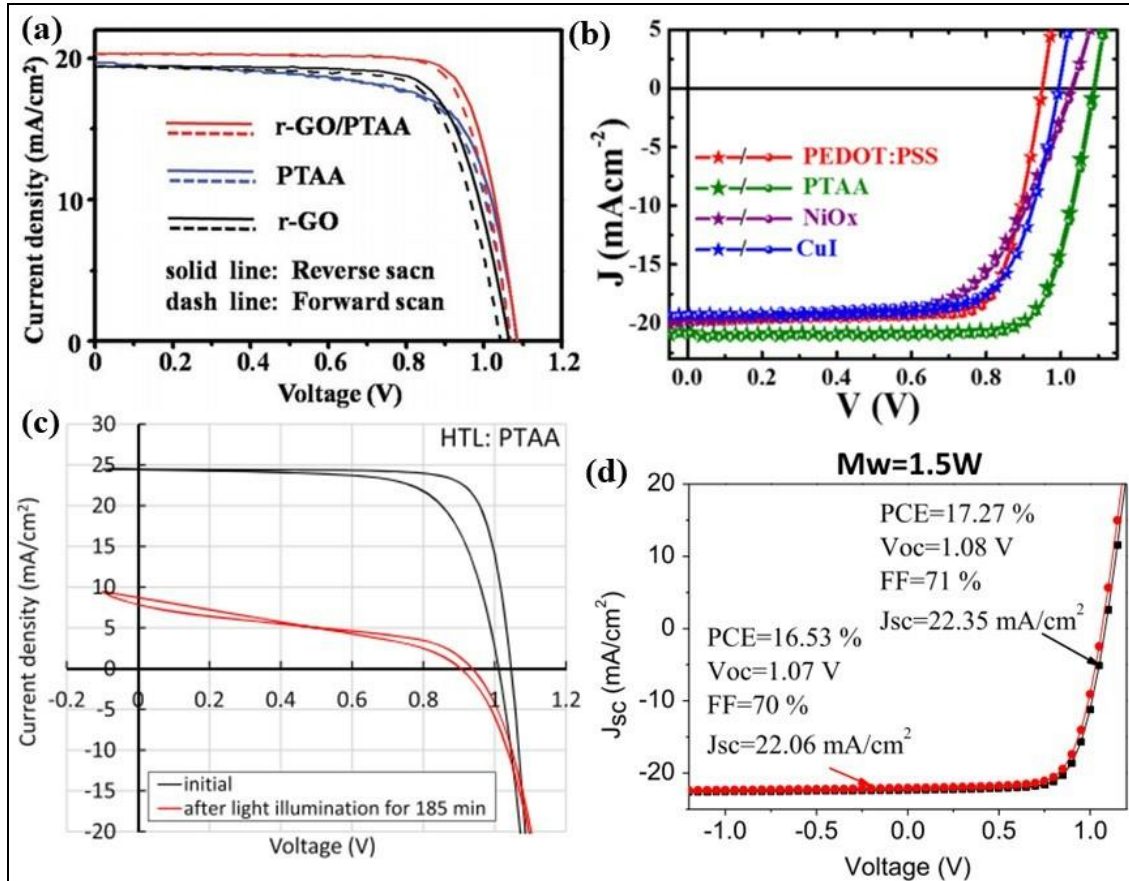 (a)
20
10
0
Current density (mA/cm²)
r-GO/PTAA
PTAA
r-GO
solid line: Reverse sacn
dash line: Forward scan
0 0.2 0.4 0.6 0.8 1.0 1.2
Voltage (V)
(b)
5
0
-5
-10
-15
-20
J (mAcm⁻²)
PEDOT:PSS
PTAA
NiOx
CuI
0.0 0.2 0.4 0.6 0.8 1.0
V (V)
(c)
HTL: PTAA
30
25
20
15
10
5
0
-5
-10
-15
-20
Current density (mA/cm²)
-0.2 0 0.2 0.4 0.6 0.8 1 1.2
initial
after light illumination for 185 min
Voltage (V)
(d)
Mw=1.5W
20
10
0
-10
-20
Jsc (mA/cm²)
PCE=17.27 %
Voc=1.08 V
FF=71 %
Jsc=22.35 mA/cm²
PCE=16.53 %
Voc=1.07 V
FF=70 %
Jsc=22.06 mA/cm²
-1.0 -0.5 0.0 0.5 1.0
Voltage (V)